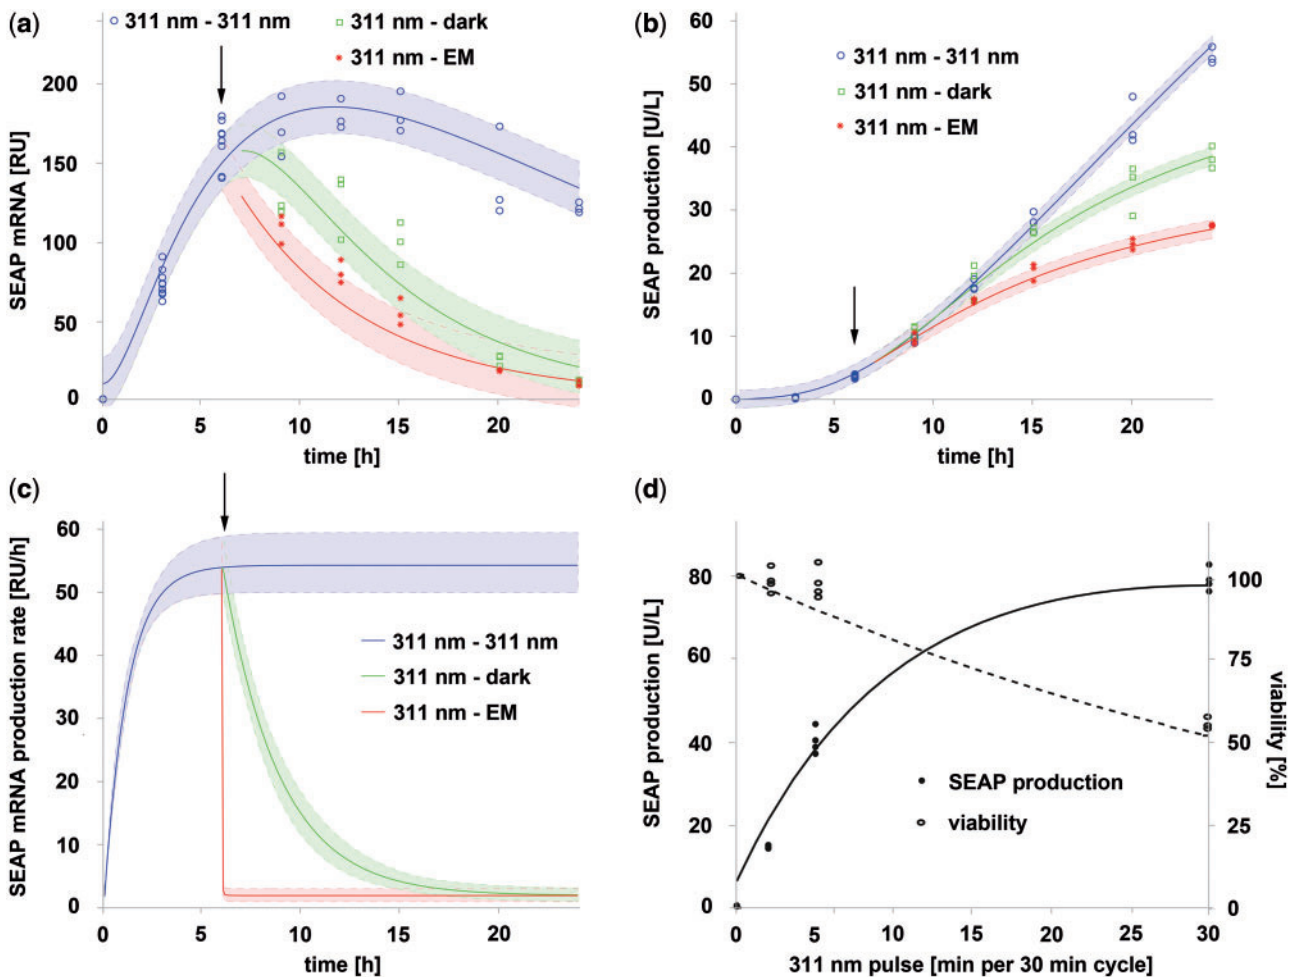 (a)
311 nm - 311 nm
311 nm - dark
311 nm - EM
SEAP mRNA [RU]
200
150
100
50
0
0 5 10 15 20
time [h]
(b)
311 nm - 311 nm
311 nm - dark
311 nm - EM
SEAP production [U/L]
60
50
40
30
20
10
0
0 5 10 15 20
time [h]
(c)
311 nm - 311 nm
311 nm - dark
311 nm - EM
SEAP mRNA production rate [RU/h]
60
50
40
30
20
10
0
0 5 10 15 20
time [h]
(d)
SEAP production [U/L]
80
60
40
20
0
SEAP production
viability
100
75
50
25
0
viability [%]
0 5 10 15 20 25 30
311 nm pulse [min per 30 min cycle]